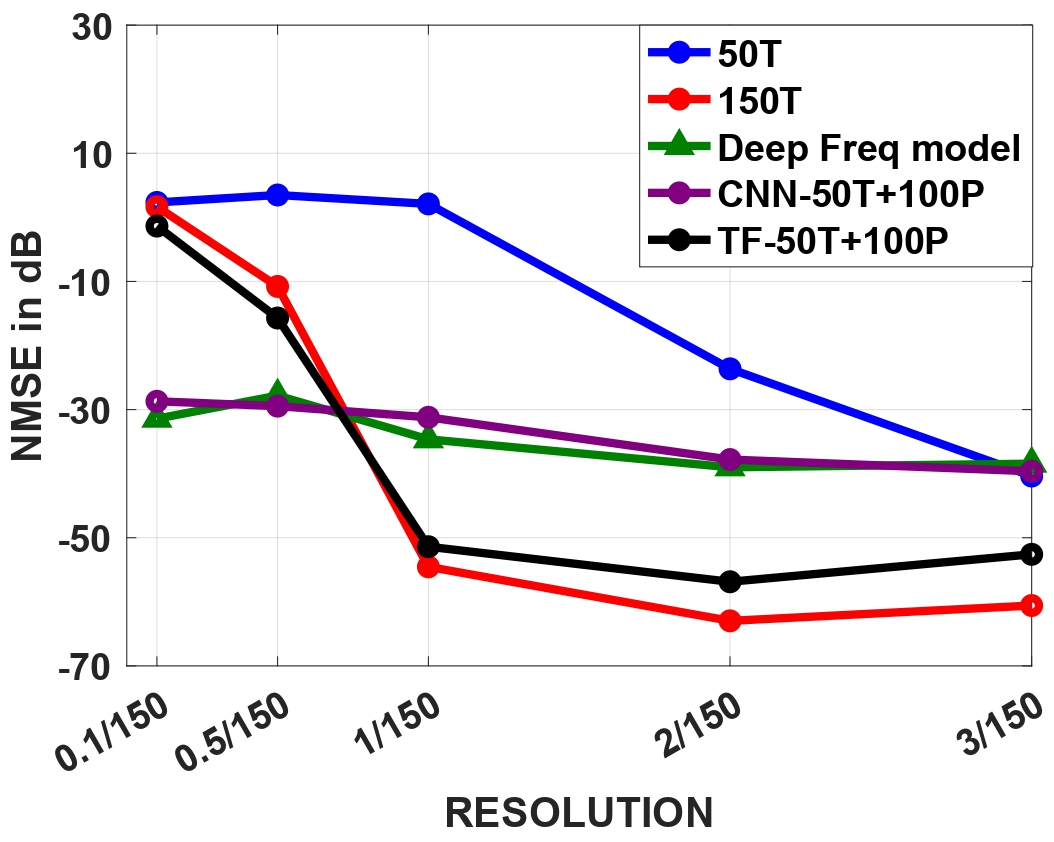 30
10
-10
-30
-50
-70
NMSE in dB
50T
150T
Deep Freq model
CNN-50T+100P
TF-50T+100P
0.1/150
0.5/150
1/150
2/150
3/150
RESOLUTION